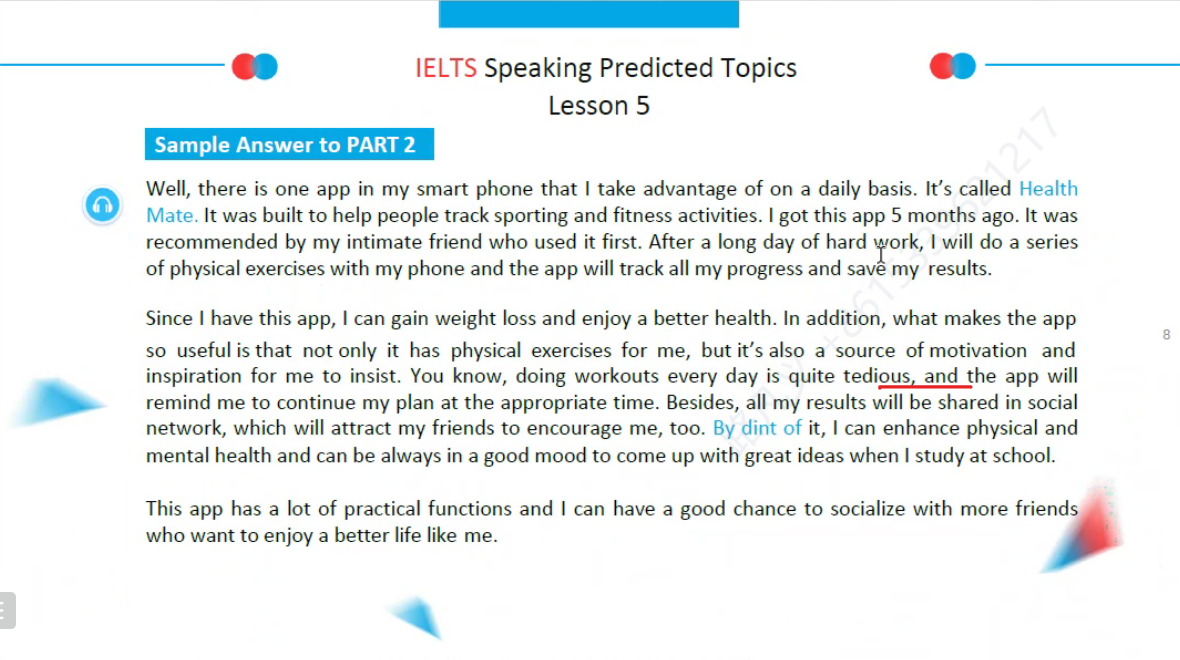 IELTS Speaking Predicted Topics
Lesson 5
Sample Answer to PART 2
Well, there is one app in my smart phone that I take advantage of on a daily basis. It's called Health
Mate. It was built to help people track sporting and fitness activities. I got this app 5 months ago. It was
recommended by my intimate friend who used it first. After a long day of hard work, I will do a series
of physical exercises with my phone and the app will track all my progress and save my results.
Since I have this app, I can gain weight loss and enjoy a better health. In addition, what makes the app
so useful is that not only it has physical exercises for me, but it's also a source of motivation and
inspiration for me to insist. You know, doing workouts every day is quite tedious, and the app will
remind me to continue my plan at the appropriate time. Besides, all my results will be shared in social
network, which will attract my friends to encourage me, too. By dint of it, I can enhance physical and
mental health and can be always in a good mood to come up with great ideas when I study at school.
8
This app has a lot of practical functions and I can have a good chance to socialize with more friends
who want to enjoy a better life like me.